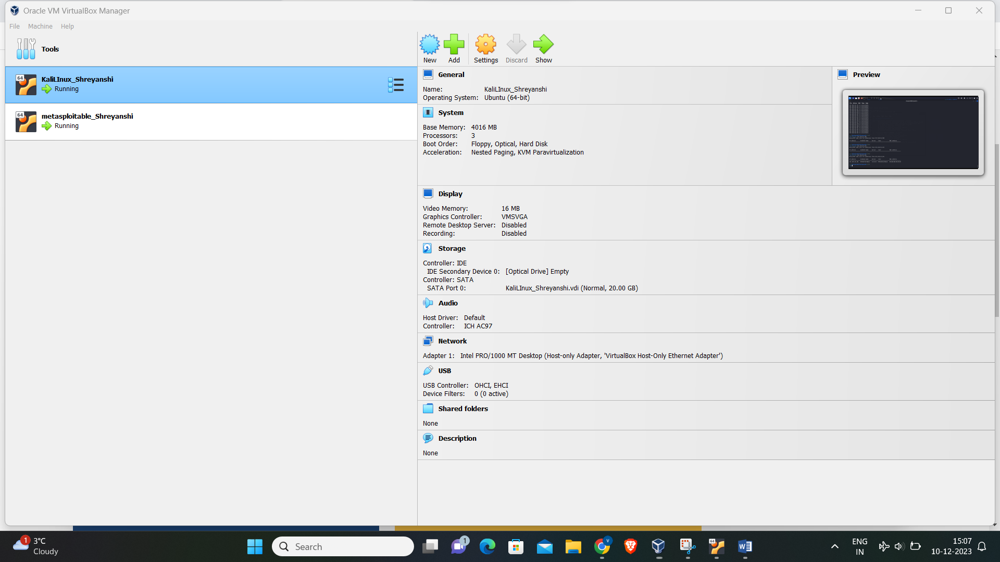 Oracle VM VirtualBox Manager
File Machine Help
Tools
New Add Settings Discard Show
64
KaliLInux_Shreyanshi
Running
64
metasploitable_Shreyanshi
Running
General
Name: KaliLInux_Shreyanshi
Operating System: Ubuntu (64-bit)
Preview
System
Base Memory: 4016 MB
Processors: 3
Boot Order: Floppy, Optical, Hard Disk
Acceleration: Nested Paging, KVM Paravirtualization
Display
Video Memory: 16 MB
Graphics Controller: VMSVGA
Remote Desktop Server: Disabled
Recording: Disabled
Storage
Controller: IDE
IDE Secondary Device 0: [Optical Drive] Empty
Controller: SATA
SATA Port 0: KaliLInux_Shreyanshi.vdi (Normal, 20.00 GB)
Audio
Host Driver: Default
Controller: ICH AC97
Network
Adapter 1: Intel PRO/1000 MT Desktop (Host-only Adapter, 'VirtualBox Host-Only Ethernet Adapter')
USB
USB Controller: OHCI, EHCI
Device Filters: 0 (0 active)
Shared folders
None
Description
None
1
3°C
Cloudy
Search
1
V
64
W
ENG
IN
15:07
10-12-2023